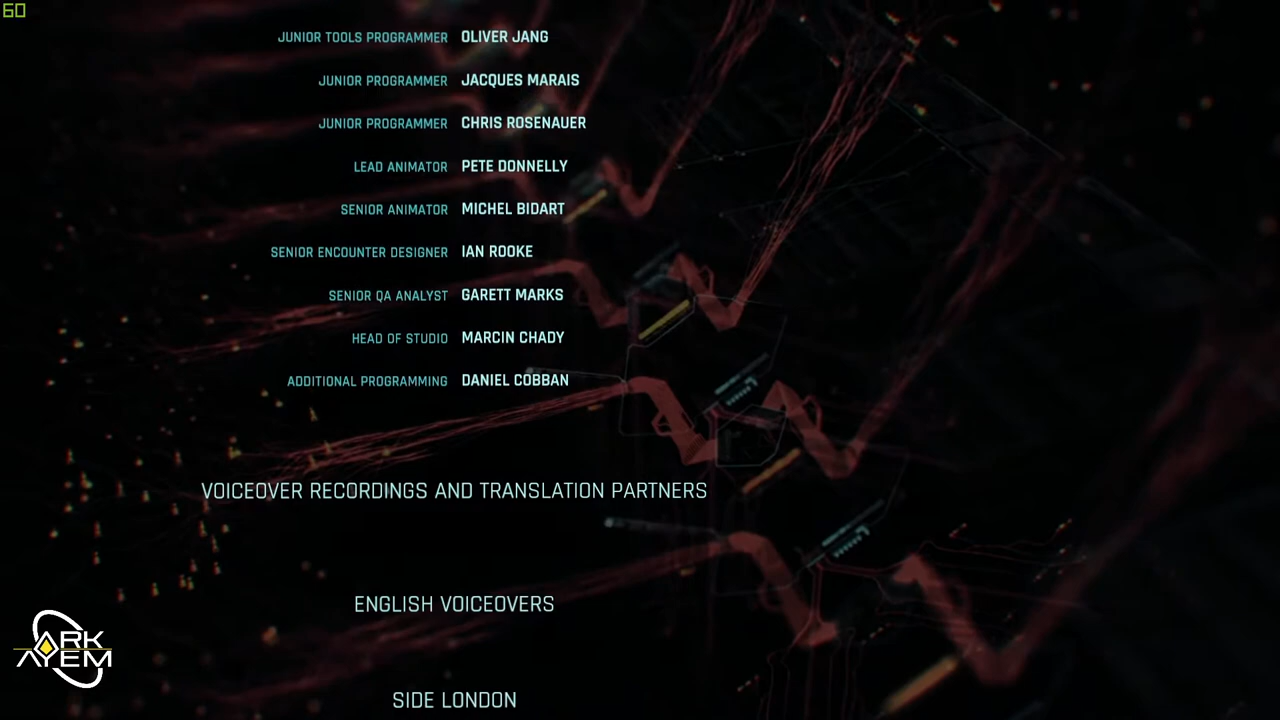 60
JUNIOR TOOLS PROGRAMMER OLIVER JANG
JUNIOR PROGRAMMER JACQUES MARAIS
JUNIOR PROGRAMMER CHRIS ROSENAUER
LEAD ANIMATOR PETE DONNELLY
SENIOR ANIMATOR MICHEL BIDART
SENIOR ENCOUNTER DESIGNER IAN ROOKE
SENIOR QA ANALYST GARETT MARKS
HEAD OF STUDIO MARCIN CHADY
ADDITIONAL PROGRAMMING DANIEL COBBAN
VOICEOVER RECORDINGS AND TRANSLATION PARTNERS
ENGLISH VOICEOVERS
ARK
AYEM
SIDE LONDON